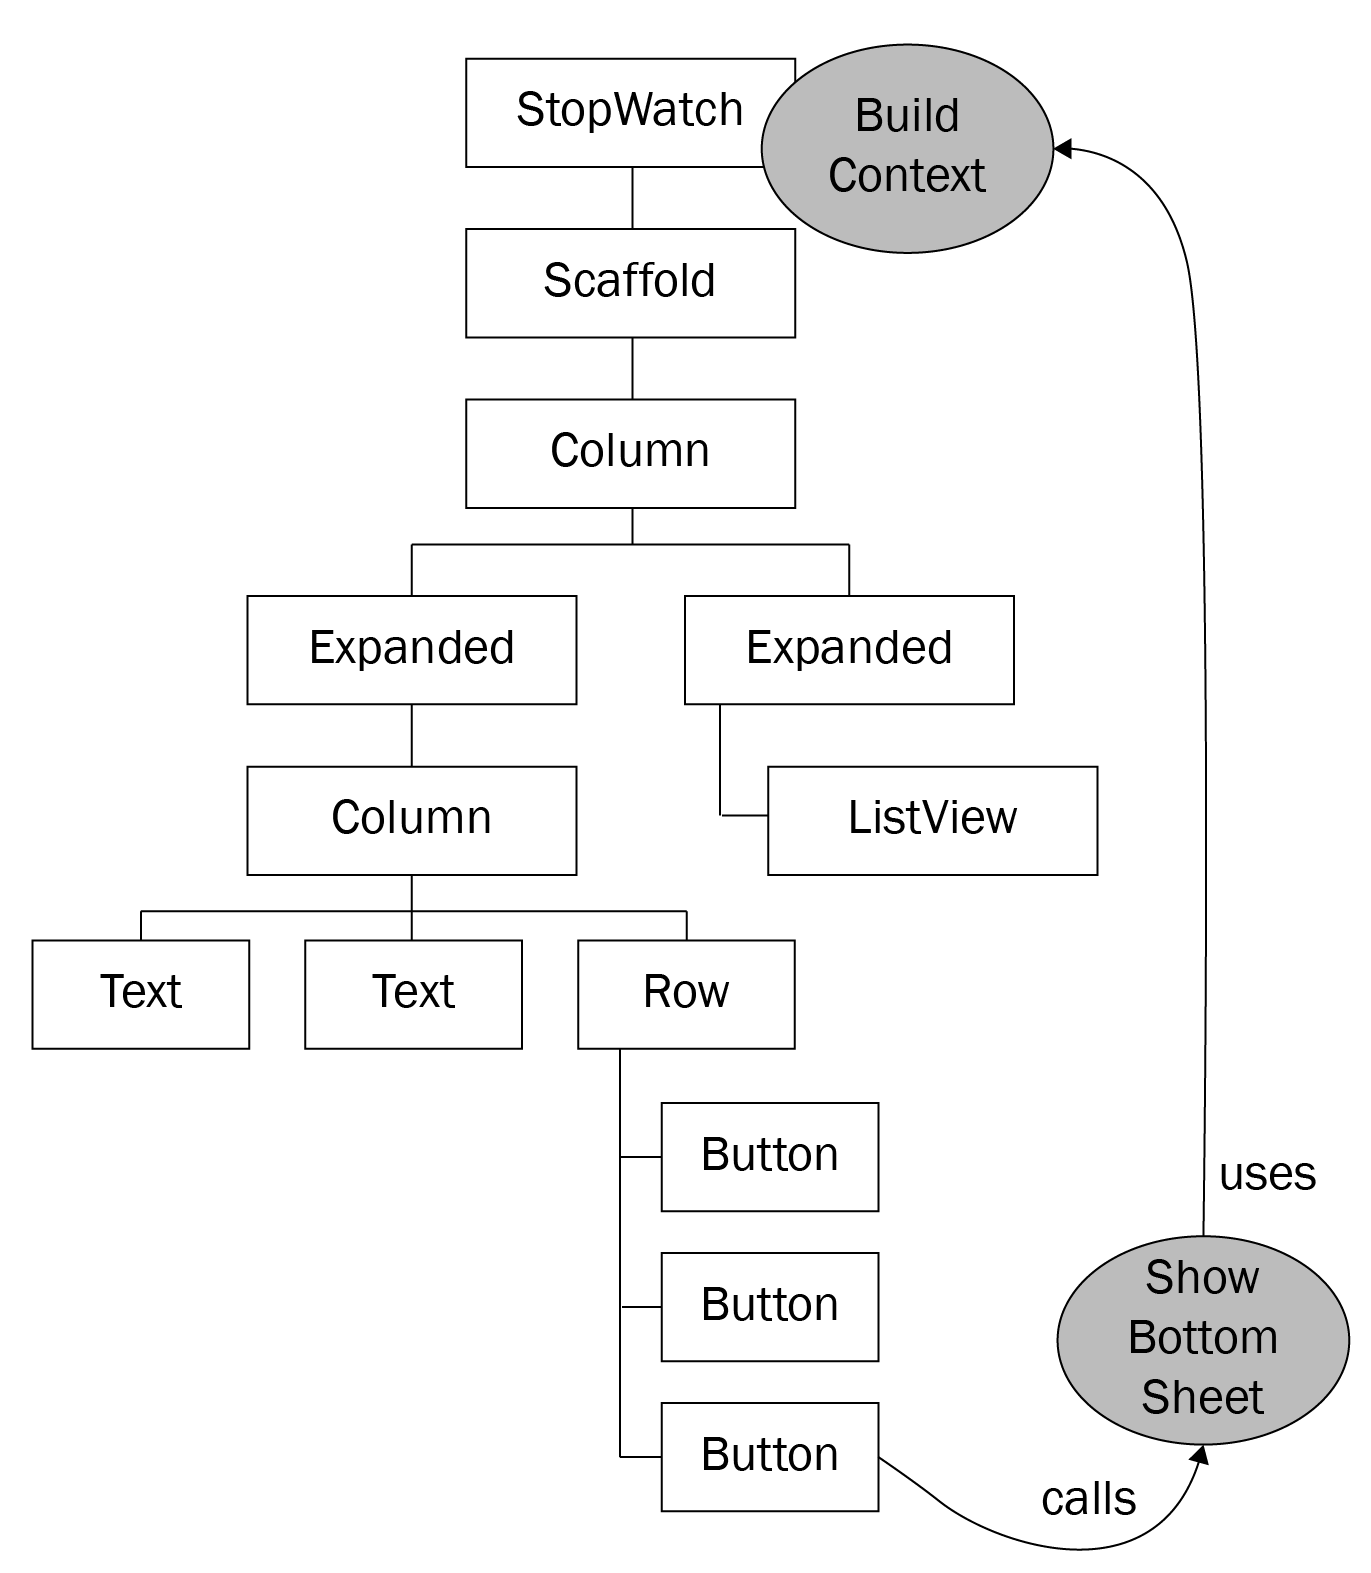 StopWatch
Build
Context
Scaffold
Column
Expanded
Expanded
Column
ListView
Text
Text
Row
Button
uses
Button
Show
Bottom
Sheet
Button
calls